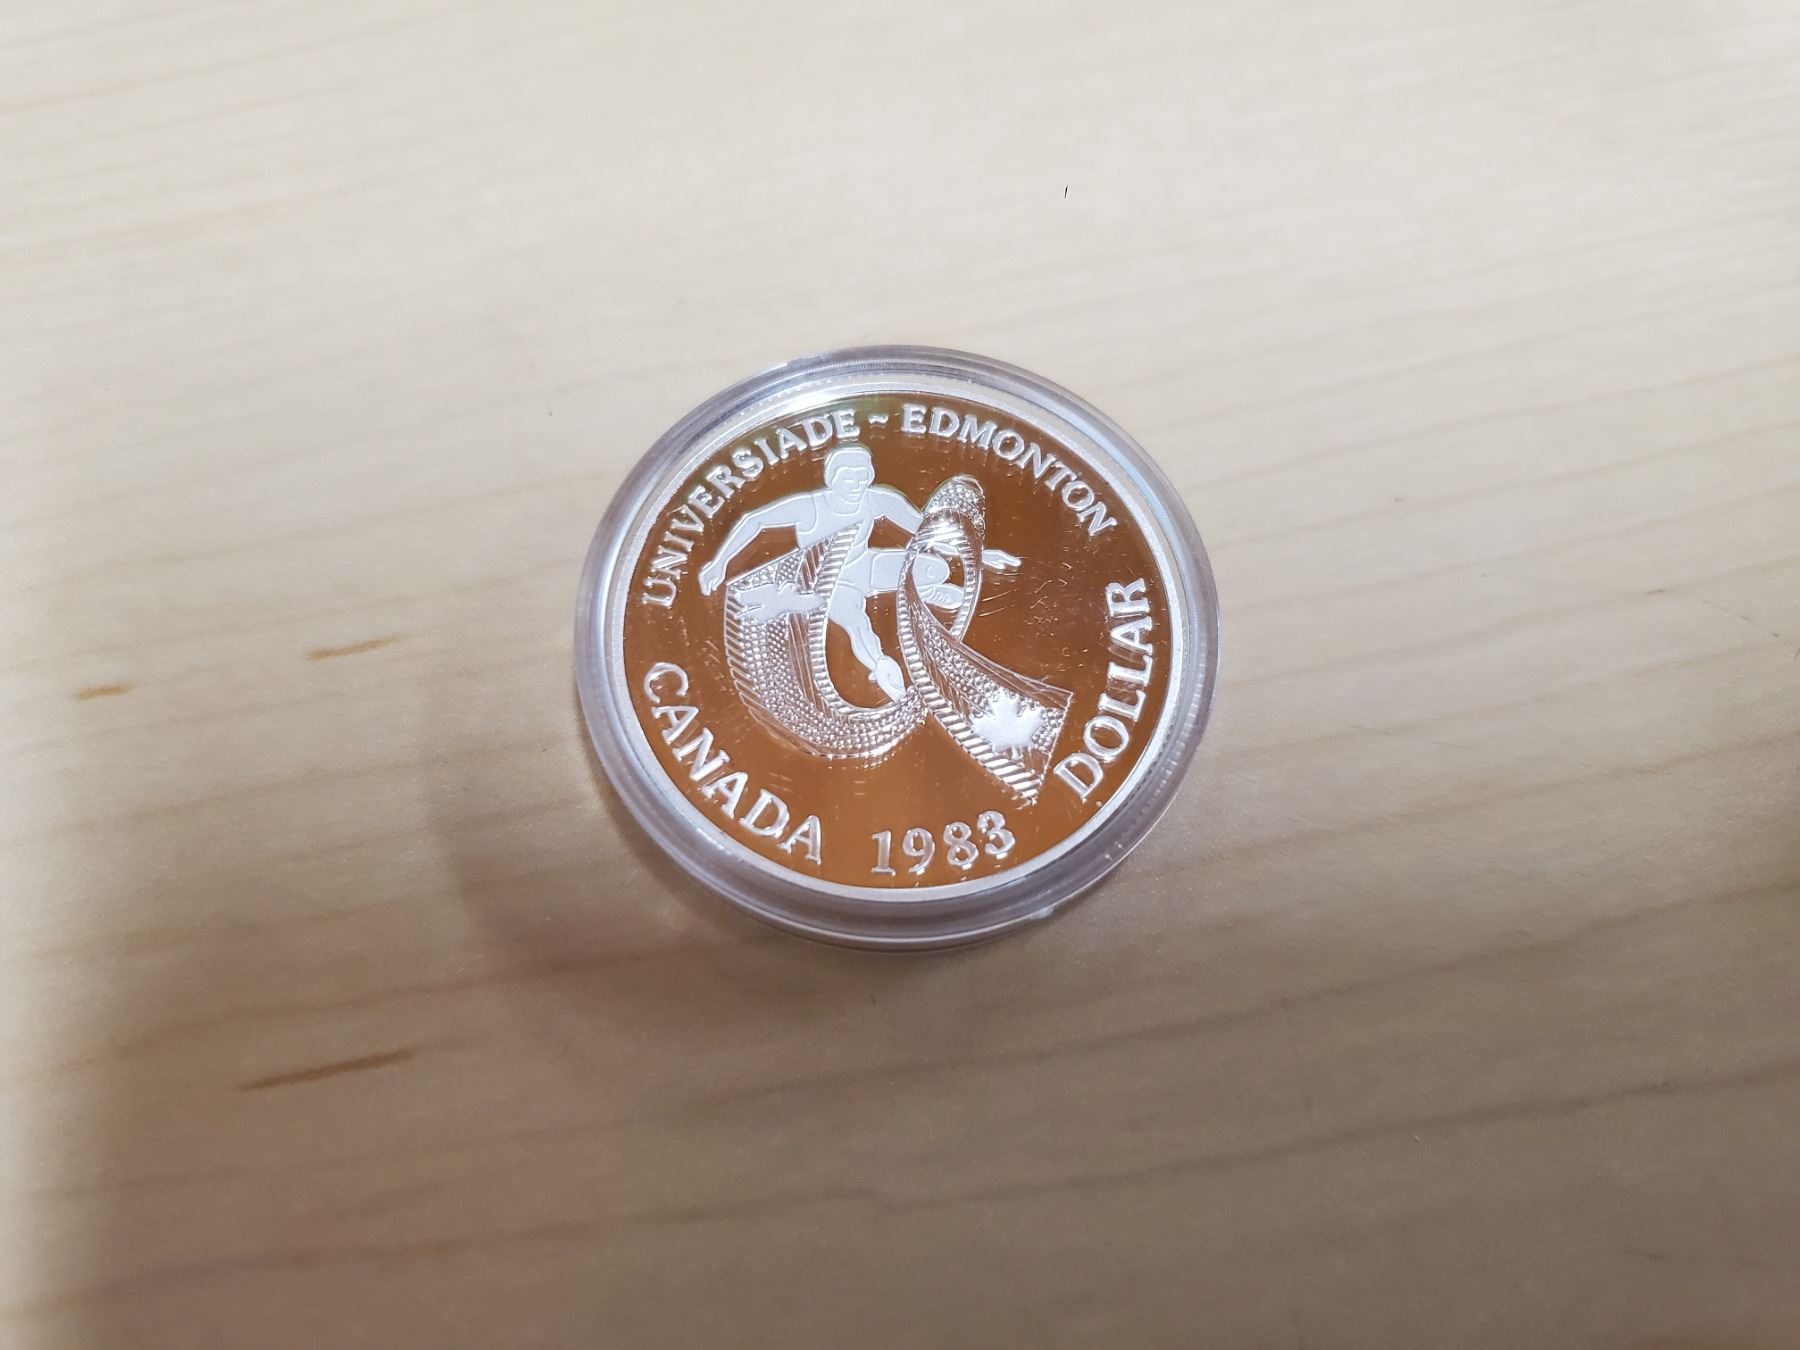 UNIVERSIADE ~ EDMONTON
CANADA 1983 DOLLAR